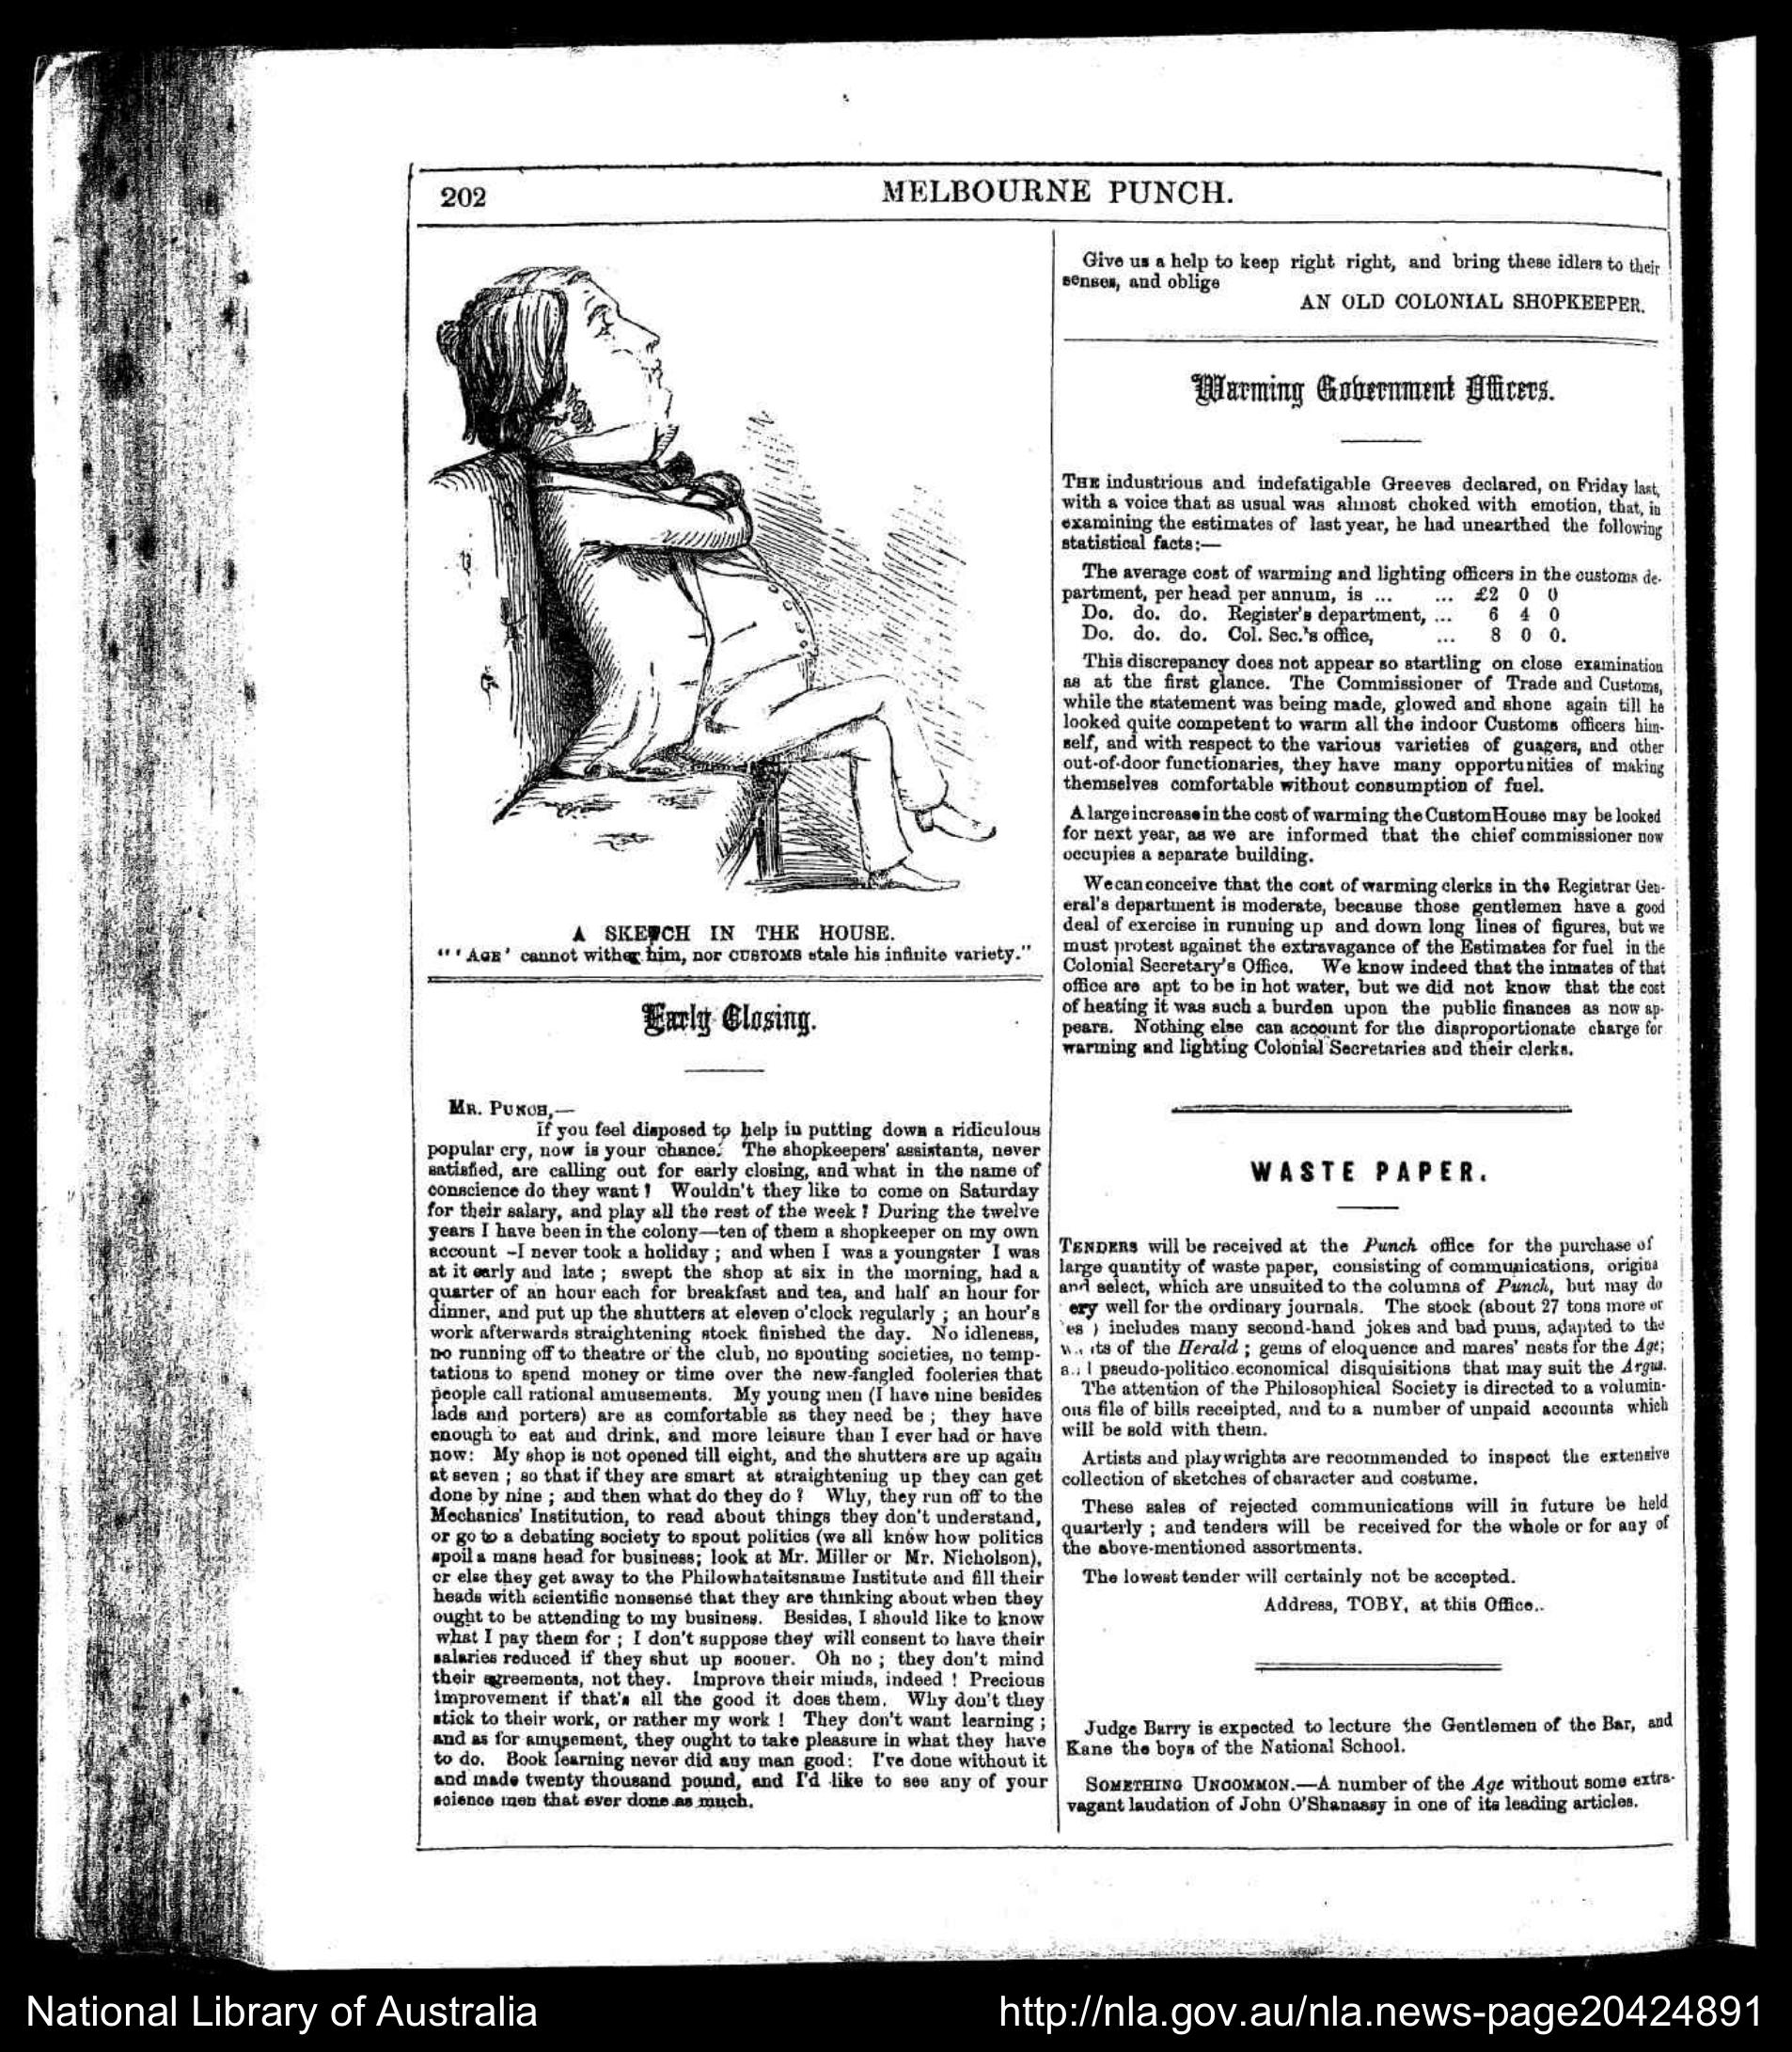 202
MELBOURNE PUNCH.
A SKETCH IN THE HOUSE.
"'AGE' cannot wither him, nor CUSTOMS stale his infinite variety."
Early Closing.
MR. PUNCH,—
If you feel disposed to help in putting down a ridiculous
popular cry, now is your chance. The shopkeepers' assistants, never
satisfied, are calling out for early closing, and what in the name of
conscience do they want? Wouldn't they like to come on Saturday
for their salary, and play all the rest of the week? During the twelve
years I have been in the colony—ten of them a shopkeeper on my own
account –I never took a holiday; and when I was a youngster I was
at it early and late; swept the shop at six in the morning, had a
quarter of an hour each for breakfast and tea, and half an hour for
dinner, and put up the shutters at eleven o'clock regularly; an hour's
work afterwards straightening stock finished the day. No idleness,
no running off to theatre or the club, no spouting societies, no temp-
tations to spend money or time over the new-fangled fooleries that
people call rational amusements. My young men (I have nine besides
lads and porters) are as comfortable as they need be; they have
enough to eat and drink, and more leisure than I ever had or have
now: My shop is not opened till eight, and the shutters are up again
at seven; so that if they are smart at straightening up they can get
done by nine; and then what do they do? Why, they run off to the
Mechanics' Institution, to read about things they don't understand,
or go to a debating society to spout politics (we all know how politics
spoil a mans head for business; look at Mr. Miller or Mr. Nicholson),
or else they get away to the Philowhatsitsname Institute and fill their
heads with scientific nonsense that they are thinking about when they
ought to be attending to my business. Besides, I should like to know
what I pay them for; I don't suppose they will consent to have their
salaries reduced if they shut up sooner. Oh no; they don't mind
their agreements, not they. Improve their minds, indeed! Precious
improvement if that's all the good it does them. Why don't they
stick to their work, or rather my work! They don't want learning;
and as for amusement, they ought to take pleasure in what they have
to do. Book learning never did any man good: I've done without it
and made twenty thousand pound, and I'd like to see any of your
science men that ever done as much.
Give us a help to keep right right, and bring these idlers to their
senses, and oblige
AN OLD COLONIAL SHOPKEEPER.
Warming Government Officers.
THE industrious and indefatigable Greeves declared, on Friday last,
with a voice that as usual was almost choked with emotion, that, in
examining the estimates of last year, he had unearthed the following
statistical facts:—
The average cost of warming and lighting officers in the customs de-
partment, per head per annum, is ... ... £2 0 0
Do. do. do. Register's department, ... 6 4 0
Do. do. do. Col. Sec.'s office, ... 8 0 0.
This discrepancy does not appear so startling on close examination
as at the first glance. The Commissioner of Trade and Customs,
while the statement was being made, glowed and shone again till he
looked quite competent to warm all the indoor Customs officers him-
self, and with respect to the various varieties of guagers, and other
out-of-door functionaries, they have many opportunities of making
themselves comfortable without consumption of fuel.
A large increase in the cost of warming the Custom House may be looked
for next year, as we are informed that the chief commissioner now
occupies a separate building.
We can conceive that the cost of warming clerks in the Registrar Gen-
eral's department is moderate, because those gentlemen have a good
deal of exercise in running up and down long lines of figures, but we
must protest against the extravagance of the Estimates for fuel in the
Colonial Secretary's Office. We know indeed that the inmates of that
office are apt to be in hot water, but we did not know that the cost
of heating it was such a burden upon the public finances as now ap-
pears. Nothing else can account for the disproportionate charge for
warming and lighting Colonial Secretaries and their clerks.
WASTE PAPER.
TENDERS will be received at the Punch office for the purchase of
large quantity of waste paper, consisting of communications, origina
and select, which are unsuited to the columns of Punch, but may do
ery well for the ordinary journals. The stock (about 27 tons more or
es ) includes many second-hand jokes and bad puns, adapted to the
of the Herald; gems of eloquence and mares' nests for the Age;
pseudo-politico.economical disquisitions that may suit the Argus.
The attention of the Philosophical Society is directed to a volumin-
ous file of bills receipted, and to a number of unpaid accounts which
will be sold with them.
Artists and playwrights are recommended to inspect the extensive
collection of sketches of character and costume.
These sales of rejected communications will in future be held
quarterly; and tenders will be received for the whole or for any of
the above-mentioned assortments.
The lowest tender will certainly not be accepted.
Address, TOBY, at this Office..
Judge Barry is expected to lecture the Gentlemen of the Bar, and
Kane the boys of the National School.
SOMETHING UNCOMMON.—A number of the Age without some extra-
vagant laudation of John O'Shanassy in one of its leading articles.
National Library of Australia
http://nla.gov.au/nla.news-page20424891